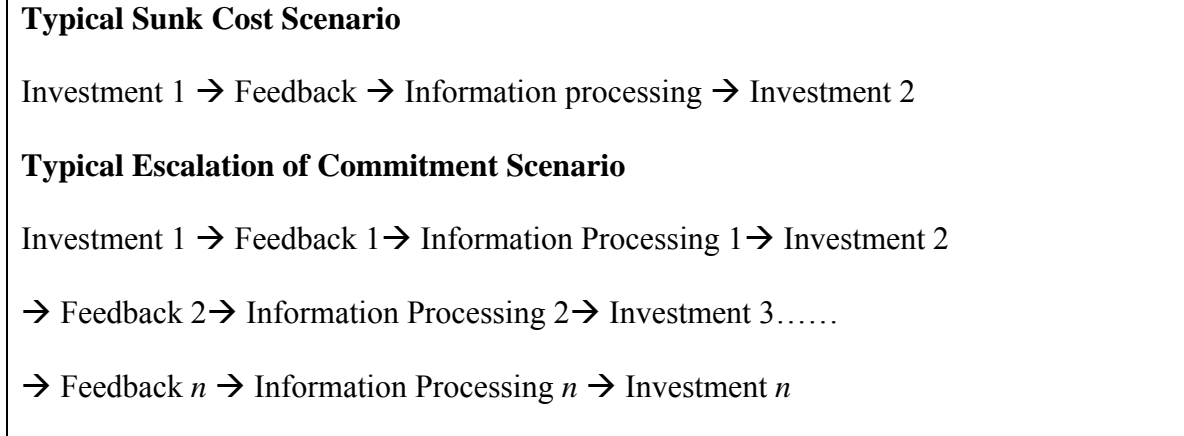 Typical Sunk Cost Scenario
Investment 1 → Feedback → Information processing → Investment 2
Typical Escalation of Commitment Scenario
Investment 1 → Feedback 1→ Information Processing 1→ Investment 2
→ Feedback 2→ Information Processing 2→ Investment 3……
→ Feedback n → Information Processing n → Investment n